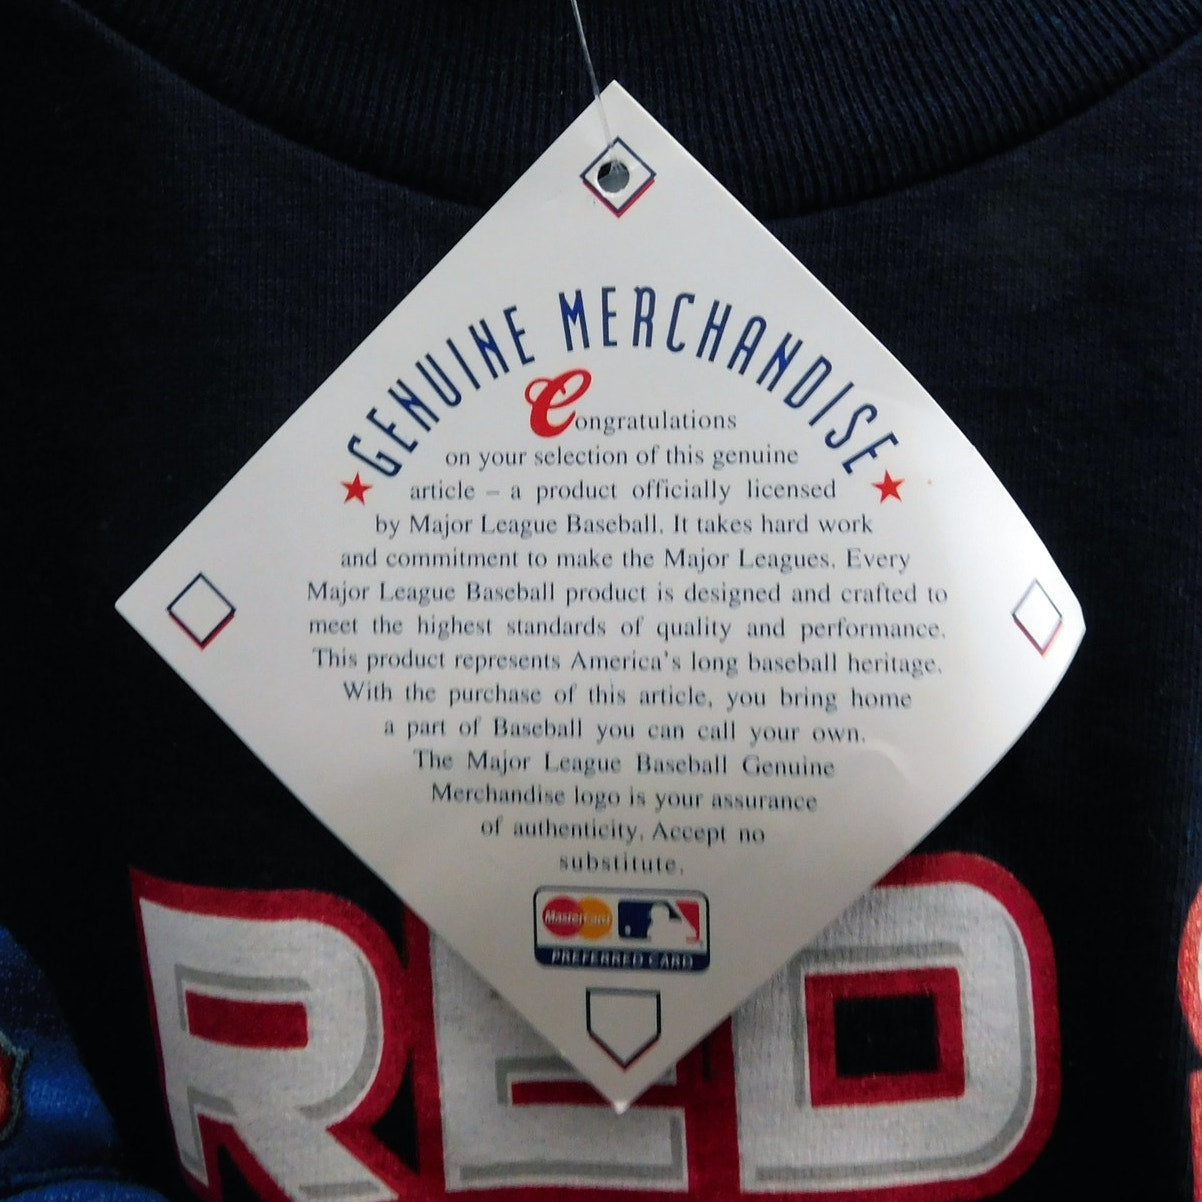 GENUINE MERCHANDISE
Congratulations
on your selection of this genuine
article – a product officially licensed
by Major League Baseball. It takes hard work
and commitment to make the Major Leagues. Every
Major League Baseball product is designed and crafted to
meet the highest standards of quality and performance.
This product represents America's long baseball heritage.
With the purchase of this article, you bring home
a part of Baseball you can call your own.
The Major League Baseball Genuine
Merchandise logo is your assurance
of authenticity. Accept no
substitute.
MasterCard
PREFERRED CARD
RED